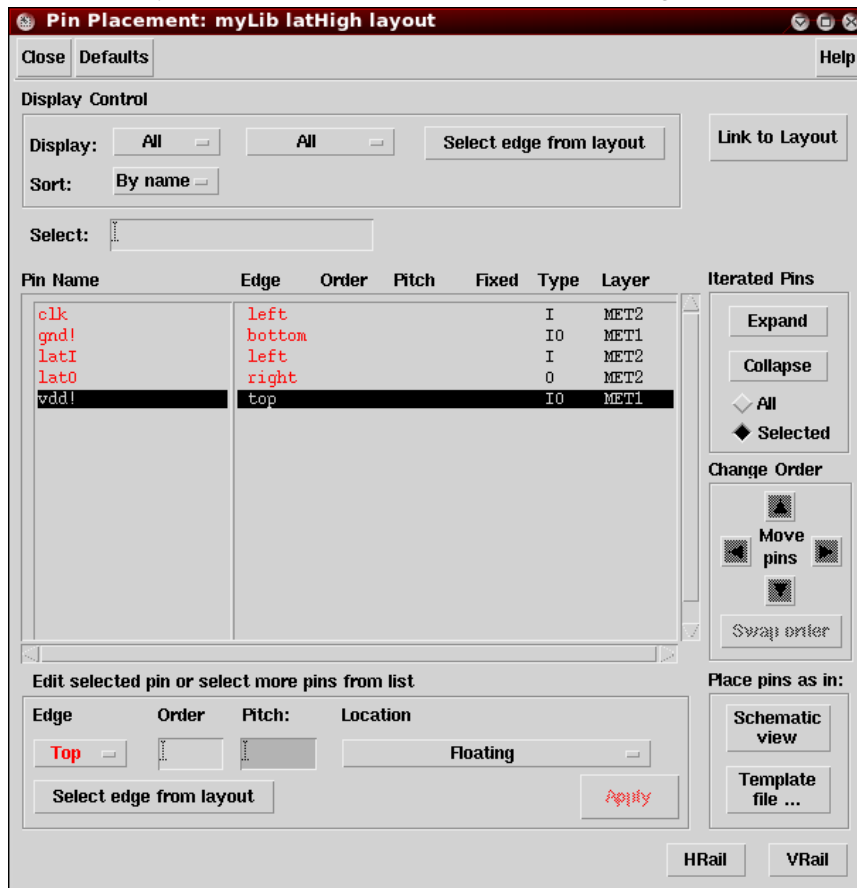 Pin Placement: myLib latHigh layout
Close Defaults Help
Display Control
Display: All All Select edge from layout Link to Layout
Sort: By name
Select:
Pin Name Edge Order Pitch Fixed Type Layer Iterated Pins
clk left I MET2
gnd! bottom IO MET1 Expand
latI left I MET2
latO right O MET2 Collapse
vdd! top IO MET1 All
Selected
Change Order
Move
pins
Swap order
Edit selected pin or select more pins from list Place pins as in:
Edge Order Pitch: Location Schematic
view
Top Floating
Select edge from layout Apply Template
file ...
HRail VRail